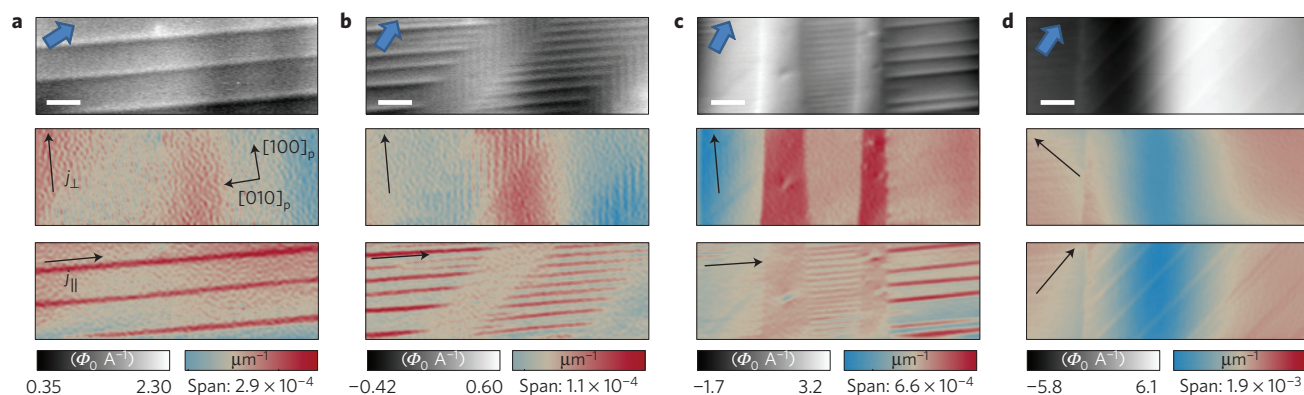 a
b
c
d
j⊥
[100]p
[010]p
j||
(Φ0 A−1)
μm−1
(Φ0 A−1)
μm−1
(Φ0 A−1)
μm−1
(Φ0 A−1)
μm−1
0.35
2.30
Span: 2.9 × 10−4
−0.42
0.60
Span: 1.1 × 10−4
−1.7
3.2
Span: 6.6 × 10−4
−5.8
6.1
Span: 1.9 × 10−3